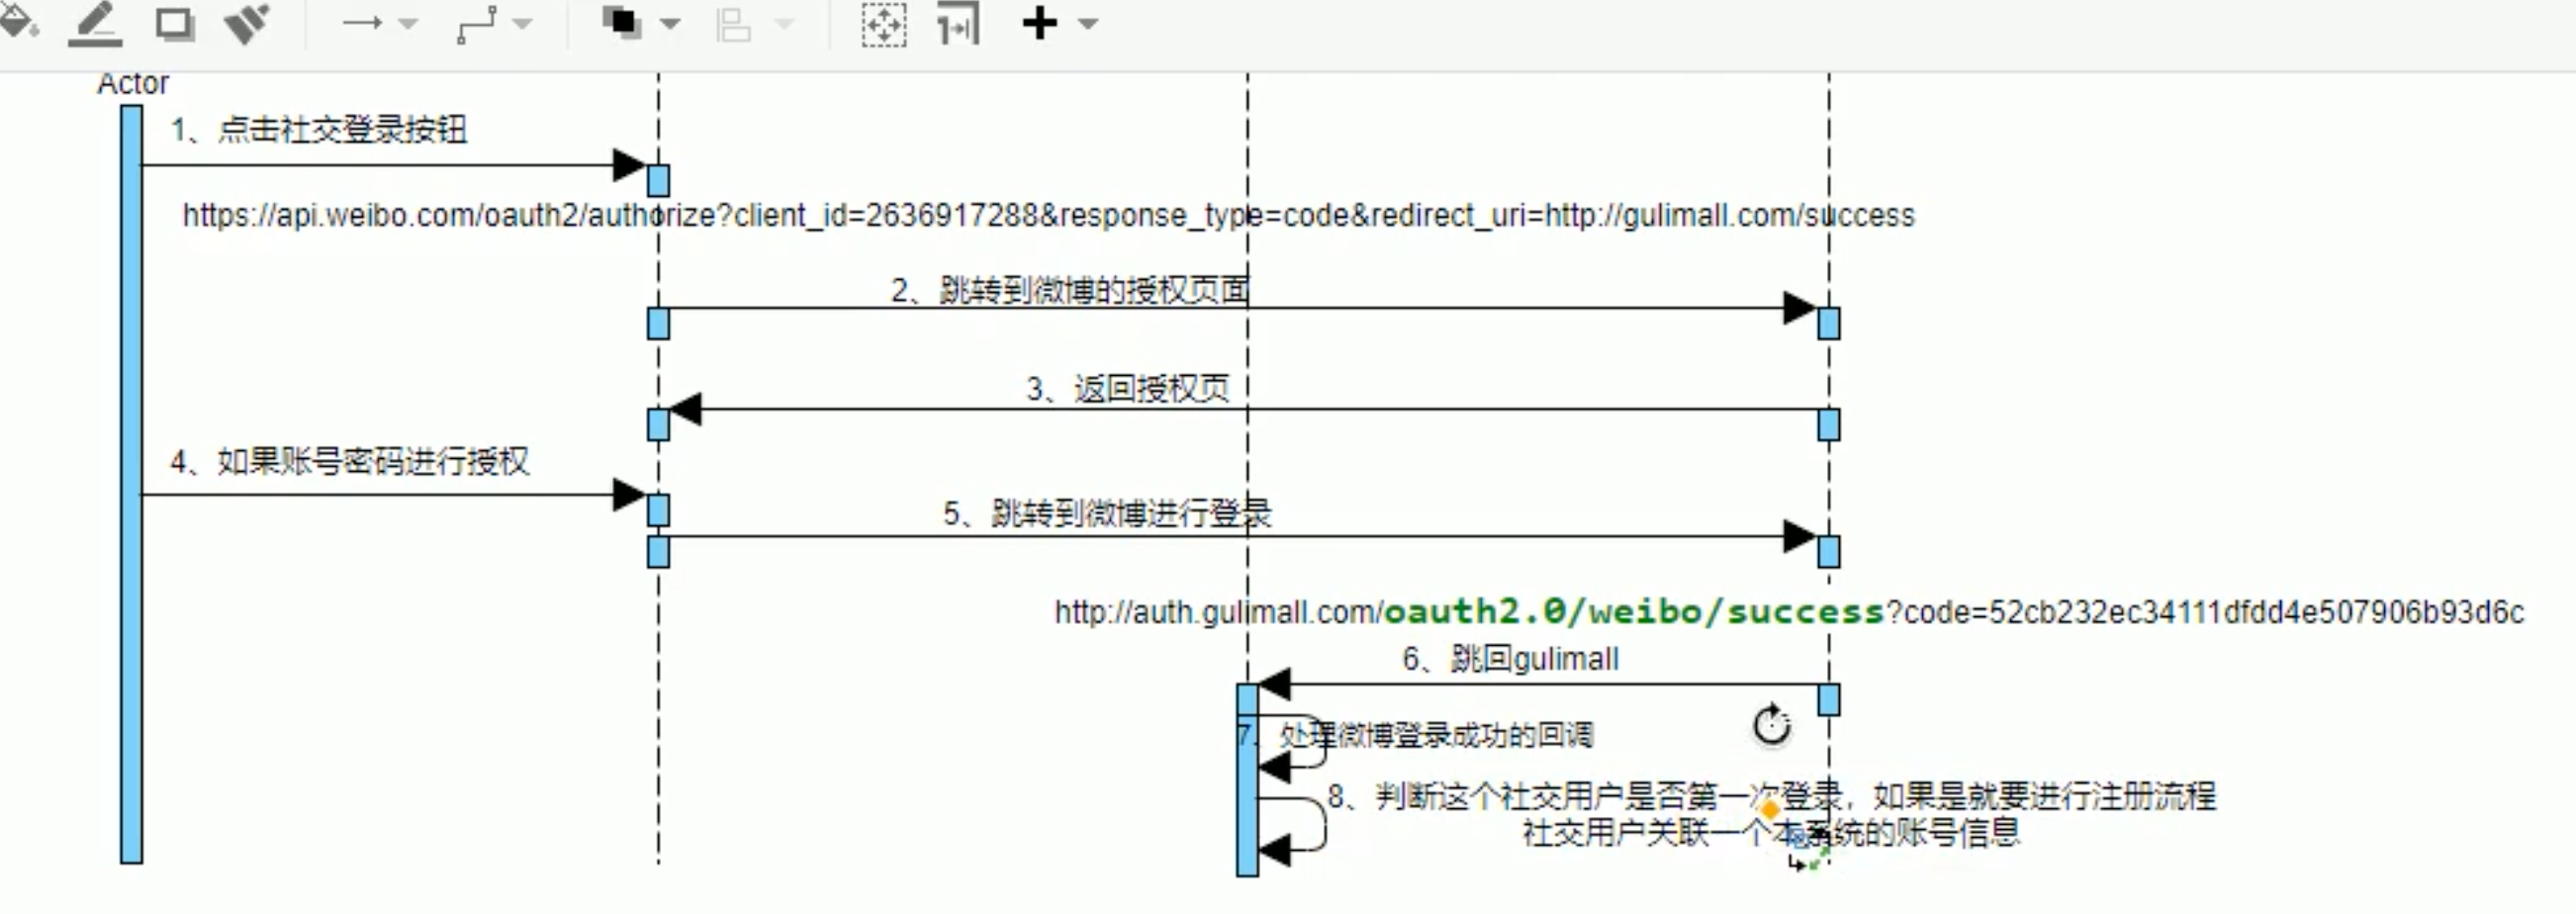 Actor
1、点击社交登录按钮
https://api.weibo.com/oauth2/authorize?client_id=2636917288&response_type=code&redirect_uri=http://gulimall.com/success
2、跳转到微博的授权页面
3、返回授权页
4、如果账号密码进行授权
5、跳转到微博进行登录
http://auth.gulimall.com/oauth2.0/weibo/success?code=52cb232ec34111dfdd4e507906b93d6c
6、跳回gulimall
7、处理微博登录成功的回调
8、判断这个社交用户是否第一次登录，如果是就要进行注册流程
社交用户关联一个本系统的账号信息